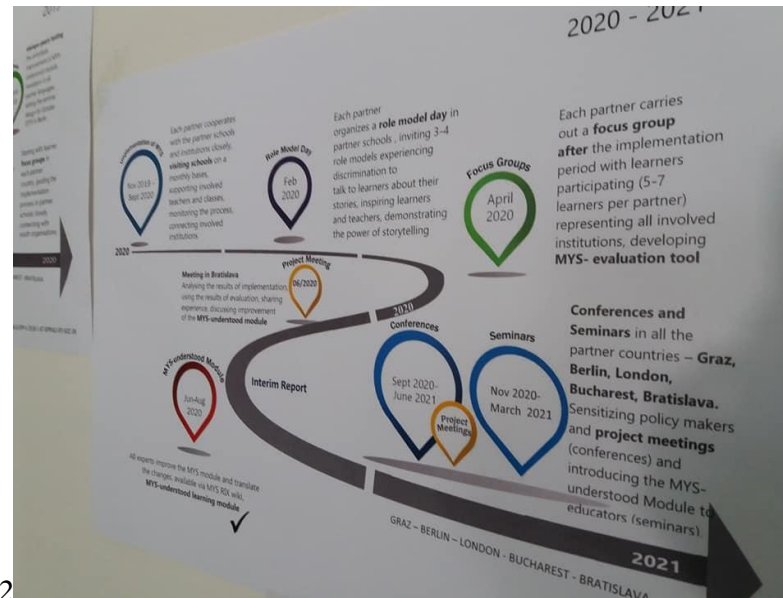 2020 - 2021
Implementation of MYS
Nov 2019 -
Sept 2020
Each partner cooperates
with the partner schools
and institutions closely,
visiting schools on a
monthly bases,
supporting involved
teachers and classes,
monitoring the process,
connecting involved
institutions
Role Model Day
Feb
2020
Each partner
organizes a role model day in
partner schools , inviting 3-4
role models experiencing
discrimination to
talk to learners about their
stories, inspiring learners
and teachers, demonstrating
the power of storytelling
Focus Groups
April
2020
Each partner carries
out a focus group
after the implementation
period with learners
participating (5-7
learners per partner)
representing all involved
institutions, developing
MYS- evaluation tool
2020
Meeting in Bratislava
Analysing the results of implementation,
using the results of evaluation, sharing
experience, discussing improvement
of the MYS-understood module
Project Meeting
06/2020
2020
MYS-understood Module
Jun-Aug
2020
Interim Report
All experts improve the MYS module and translate
the changes, available via MYS RIX wiki,
MYS-understood learning module
Conferences
Sept 2020-
June 2021
Project
Meetings
Seminars
Nov 2020-
March 2021
Conferences and
Seminars in all the
partner countries – Graz,
Berlin, London,
Bucharest, Bratislava.
Sensitizing policy makers
and project meetings
(conferences) and
introducing the MYS-
understood Module to
educators (seminars)
2021
GRAZ – BERLIN – LONDON - BUCHAREST - BRATISLAVA
2020
2